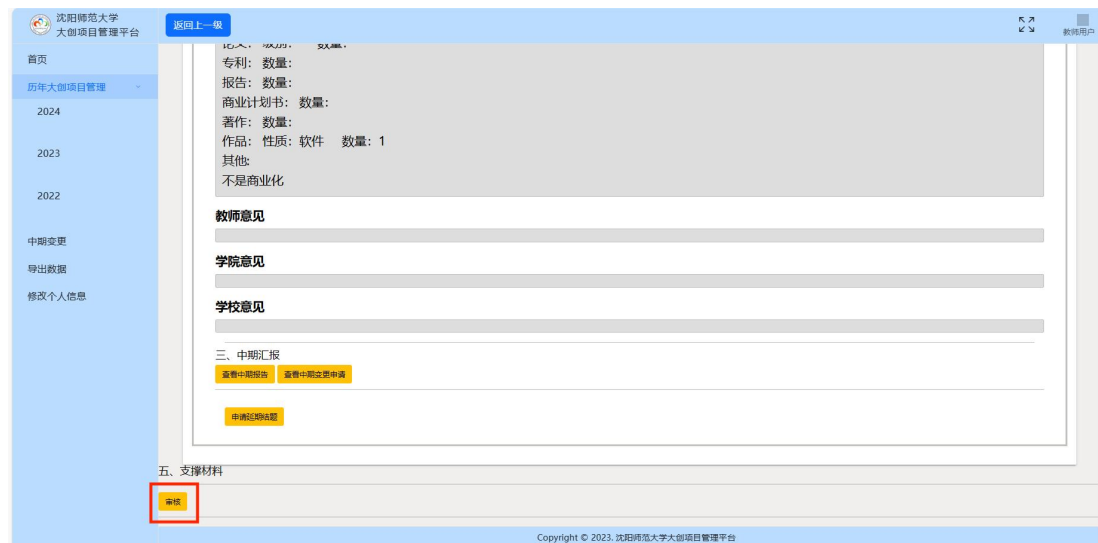 沈阳师范大学
大创项目管理平台
返回上一级
教师用户
首页
历年大创项目管理
2024
2023
2022
中期变更
导出数据
修改个人信息
论文： 级别： 数量：
专利： 数量：
报告： 数量：
商业计划书： 数量：
著作： 数量：
作品： 性质：软件 数量：1
其他:
不是商业化
教师意见
学院意见
学校意见
三、中期汇报
查看中期报告 查看中期变更申请
申请延期结题
五、支撑材料
审核
Copyright © 2023. 沈阳师范大学大创项目管理平台